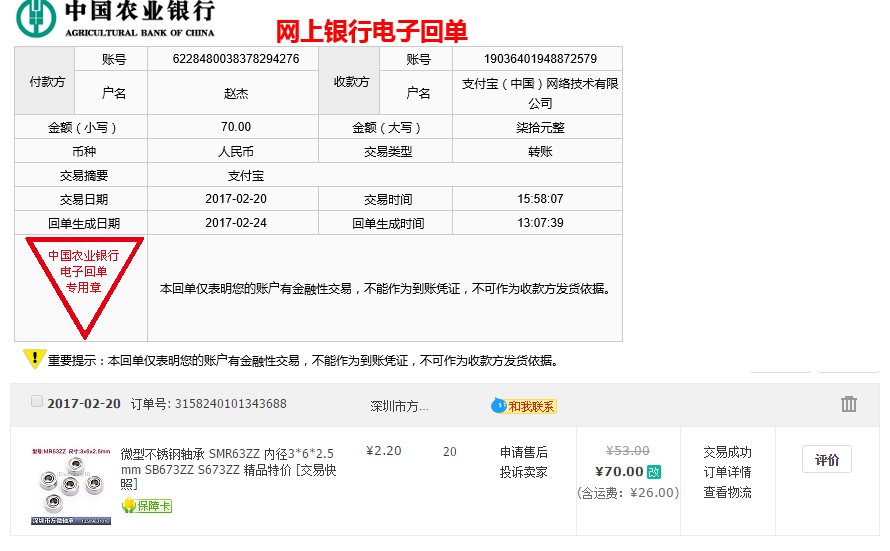 中国农业银行
AGRICULTURAL BANK OF CHINA
网上银行电子回单
付款方 账号 6228480038378294276 收款方 账号 19036401948872579
户名 赵杰 户名 支付宝（中国）网络技术有限
公司
金额（小写） 70.00 金额（大写） 柒拾元整
币种 人民币 交易类型 转账
交易摘要 支付宝
交易日期 2017-02-20 交易时间 15:58:07
回单生成日期 2017-02-24 回单生成时间 13:07:39
中国农业银行
电子回单
专用章
本回单仅表明您的账户有金融性交易，不能作为到账凭证，不可作为收款方发货依据。
重要提示：本回单仅表明您的账户有金融性交易，不能作为到账凭证，不可作为收款方发货依据。
2017-02-20 订单号: 3158240101343688 深圳市方... 和我联系
型号:MR63ZZ 尺寸:3x6x2.5mm
深圳市方微轴承
微型不锈钢轴承 SMR63ZZ 内径3*6*2.5
mm SB673ZZ S673ZZ 精品特价 [交易快
照]
保障卡
¥2.20
20
申请售后
投诉卖家
¥53.00
¥70.00 改
(含运费：¥26.00)
交易成功
订单详情
查看物流
评价